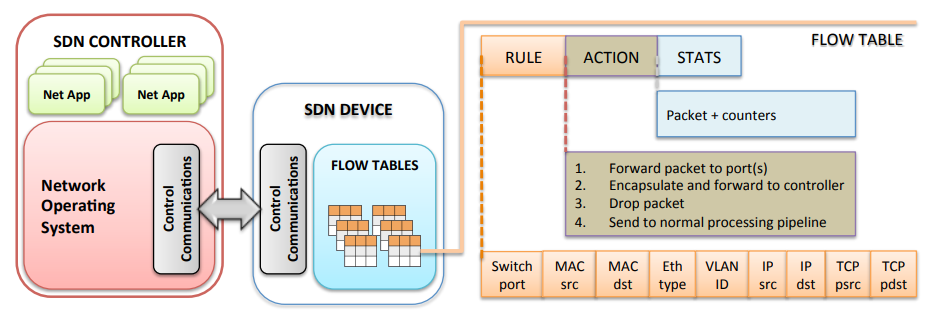 SDN CONTROLLER
Net App
Net App
Network
Operating
System
Control
Communications
SDN DEVICE
Control
Communications
FLOW TABLES
FLOW TABLE
RULE
ACTION
STATS
Packet + counters
1. Forward packet to port(s)
2. Encapsulate and forward to controller
3. Drop packet
4. Send to normal processing pipeline
Switch
port
MAC
src
MAC
dst
Eth
type
VLAN
ID
IP
src
IP
dst
TCP
psrc
TCP
pdst